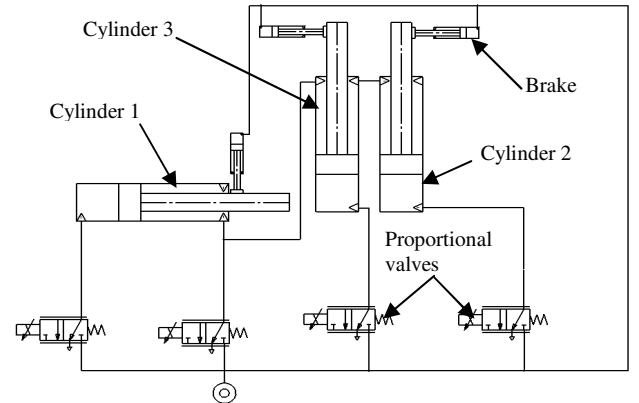 Cylinder 3
Cylinder 1
Brake
Cylinder 2
Proportional
valves